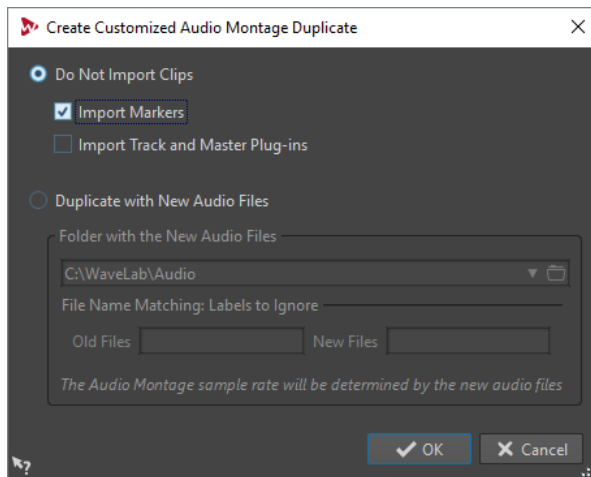 Create Customized Audio Montage Duplicate
Do Not Import Clips
Import Markers
Import Track and Master Plug-ins
Duplicate with New Audio Files
Folder with the New Audio Files
C:\WaveLab\Audio
File Name Matching: Labels to Ignore
Old Files New Files
The Audio Montage sample rate will be determined by the new audio files
OK Cancel
?